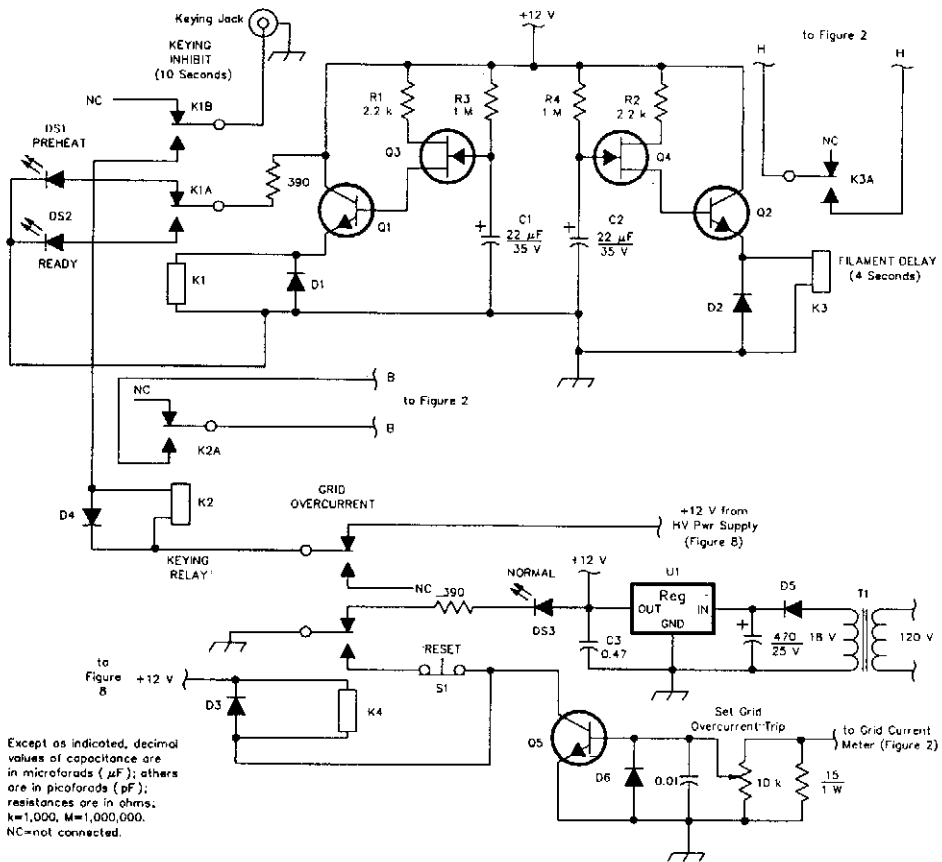 Keying Jack
KEYING
INHIBIT
(10 Seconds)
+12 V
to Figure 2
H
H
NC
K1B
DS1
PREHEAT
R1
2.2 k
R3
1 M
R4
1 M
R2
2.2 k
NC
K3A
Q3
Q4
390
K1A
DS2
READY
Q1
Q2
C1
22 µF
35 V
C2
22 µF
35 V
+
+
K1
D1
D2
FILAMENT DELAY
(4 Seconds)
K3
B
NC
to Figure 2
B
K2A
K2
D4
KEYING
RELAY
GRID
OVERCURRENT
+12 V from
HV Pwr Supply
(Figure 8)
NC
390
NORMAL
DS3
+12 V
U1
Reg
OUT
IN
GND
D5
T1
18 V
120 V
C3
0.47
+
470
25 V
RESET
S1
to
Figure
8
+12 V
D3
K4
Set Grid
Overcurrent Trip
to Grid Current
Meter (Figure 2)
Q5
D6
0.01
10 k
15
1 W
Except as indicated, decimal
values of capacitance are
in microfarads ( µF); others
are in picofarads (pF);
resistances are in ohms;
k=1,000, M=1,000,000.
NC=not connected.